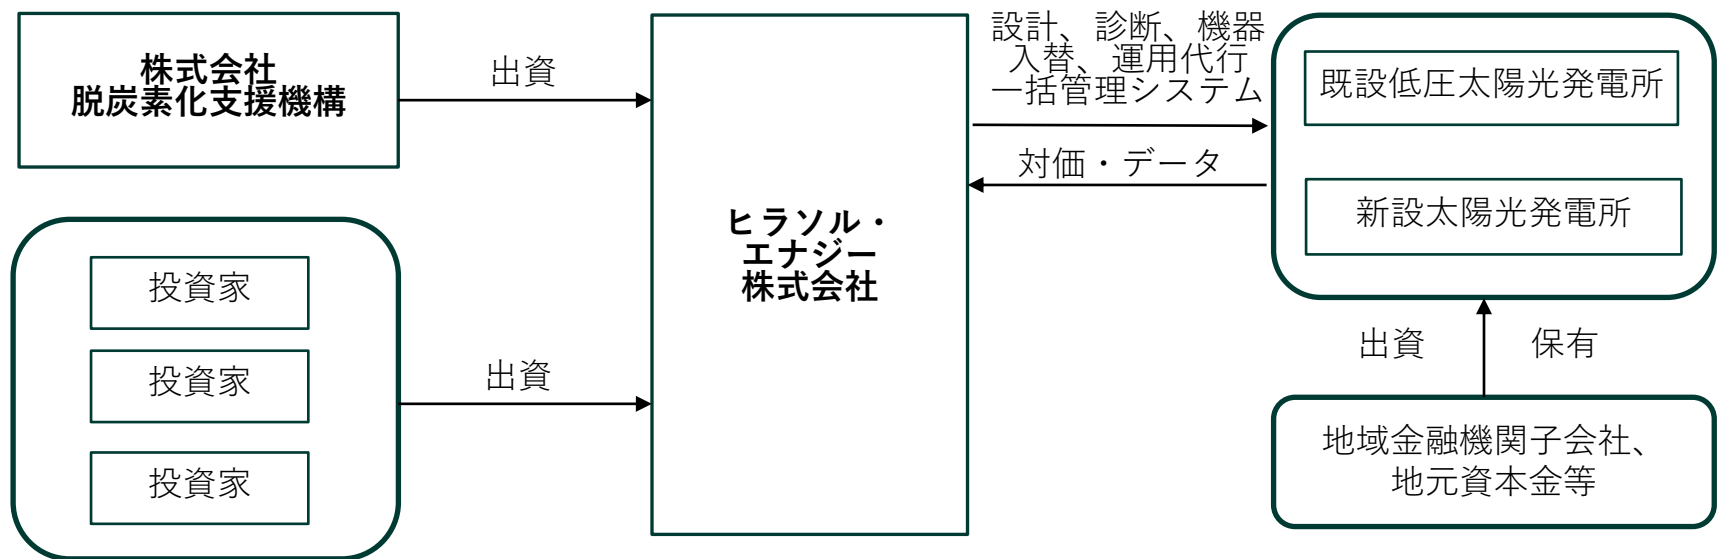 株式会社
脱炭素化支援機構
出資
投資家
投資家
投資家
出資
ヒラソル・
エナジー
株式会社
設計、診断、機器
入替、運用代行
一括管理システム
対価・データ
既設低圧太陽光発電所
新設太陽光発電所
出資
保有
地域金融機関子会社、
地元資本金等